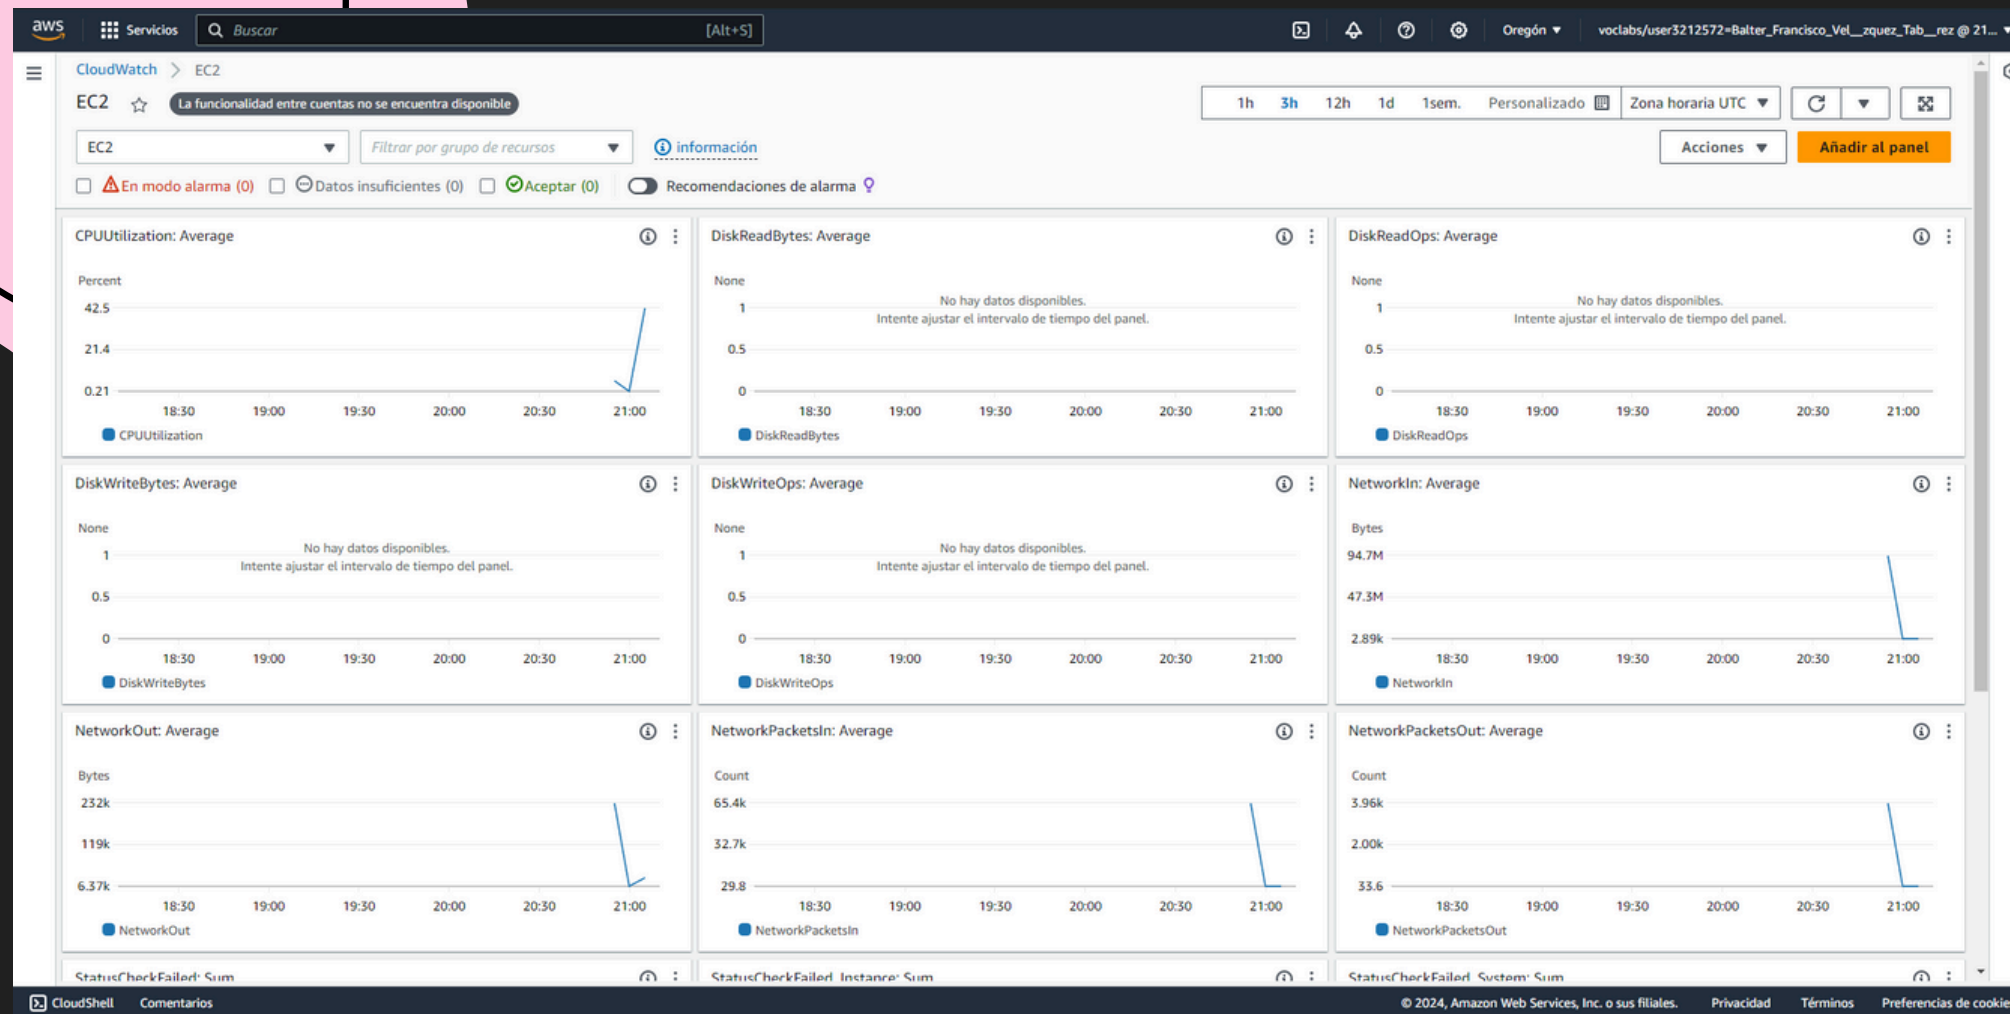 aws Servicios Buscar [Alt+S] Oregón voclabs/user3212572=Balter_Francisco_Vel__zquez_Tab__rez @ 21...
CloudWatch > EC2
EC2 La funcionalidad entre cuentas no se encuentra disponible 1h 3h 12h 1d 1sem. Personalizado Zona horaria UTC
EC2 Filtrar por grupo de recursos información Acciones Añadir al panel
En modo alarma (0) Datos insuficientes (0) Aceptar (0) Recomendaciones de alarma
CPUUtilization: Average
Percent
42.5
21.4
0.21
18:30 19:00 19:30 20:00 20:30 21:00
CPUUtilization
DiskReadBytes: Average
None
No hay datos disponibles.
Intente ajustar el intervalo de tiempo del panel.
1
0.5
0
18:30 19:00 19:30 20:00 20:30 21:00
DiskReadBytes
DiskReadOps: Average
None
No hay datos disponibles.
Intente ajustar el intervalo de tiempo del panel.
1
0.5
0
18:30 19:00 19:30 20:00 20:30 21:00
DiskReadOps
DiskWriteBytes: Average
None
No hay datos disponibles.
Intente ajustar el intervalo de tiempo del panel.
1
0.5
0
18:30 19:00 19:30 20:00 20:30 21:00
DiskWriteBytes
DiskWriteOps: Average
None
No hay datos disponibles.
Intente ajustar el intervalo de tiempo del panel.
1
0.5
0
18:30 19:00 19:30 20:00 20:30 21:00
DiskWriteOps
NetworkIn: Average
Bytes
94.7M
47.3M
2.89k
18:30 19:00 19:30 20:00 20:30 21:00
NetworkIn
NetworkOut: Average
Bytes
232k
119k
6.37k
18:30 19:00 19:30 20:00 20:30 21:00
NetworkOut
NetworkPacketsIn: Average
Count
65.4k
32.7k
29.8
18:30 19:00 19:30 20:00 20:30 21:00
NetworkPacketsIn
NetworkPacketsOut: Average
Count
3.96k
2.00k
33.6
18:30 19:00 19:30 20:00 20:30 21:00
NetworkPacketsOut
StatusCheckFailed: Sum
StatusCheckFailed_Instance: Sum
StatusCheckFailed_System: Sum
CloudShell Comentarios © 2024, Amazon Web Services, Inc. o sus filiales. Privacidad Términos Preferencias de cookie